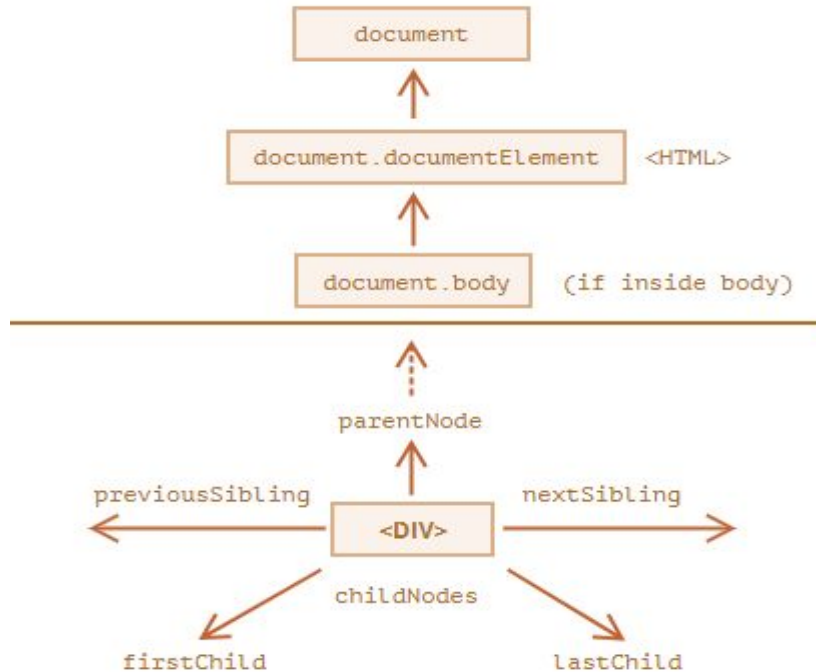 document
document.documentElement <HTML>
document.body (if inside body)
parentNode
previousSibling nextSibling
<DIV>
childNodes
firstChild lastChild